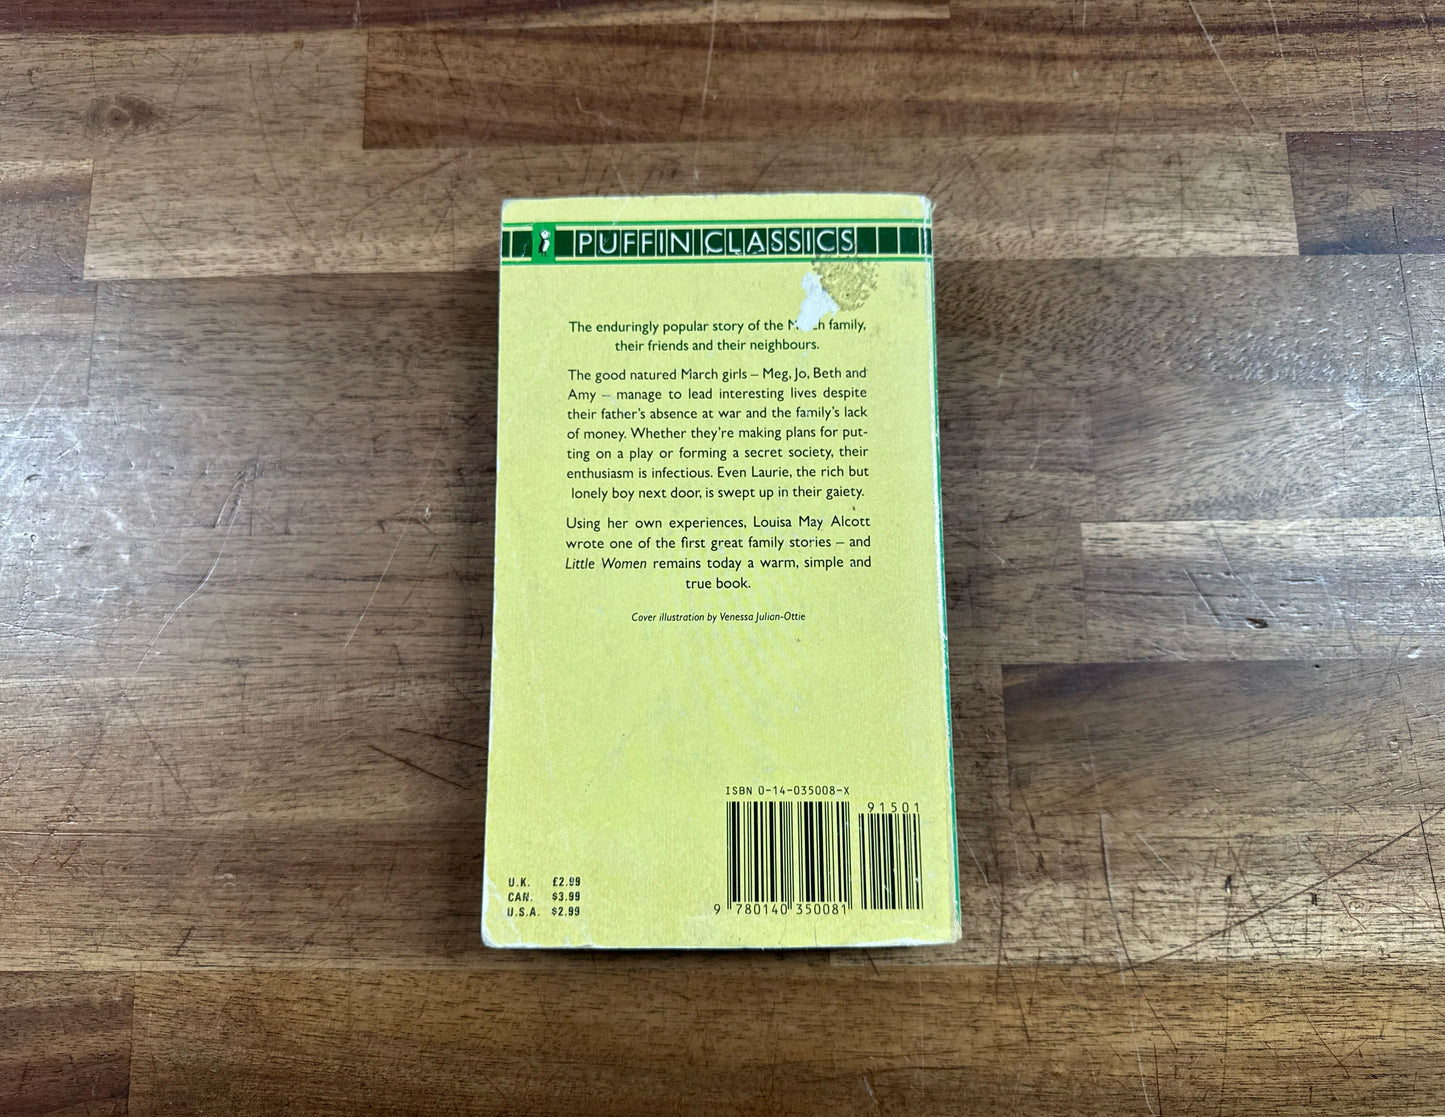 PUFFIN CLASSICS
The enduringly popular story of the family,
their friends and their neighbours.
The good natured March girls – Meg, Jo, Beth and
Amy – manage to lead interesting lives despite
their father's absence at war and the family's lack
of money. Whether they're making plans for put-
ting on a play or forming a secret society, their
enthusiasm is infectious. Even Laurie, the rich but
lonely boy next door, is swept up in their gaiety.
Using her own experiences, Louisa May Alcott
wrote one of the first great family stories – and
Little Women remains today a warm, simple and
true book.
Cover illustration by Venessa Julian-Ottie
ISBN 0-14-035008-X
91501
9 780140 350081
U.K. £2.99
CAN. $3.99
U.S.A. $2.99